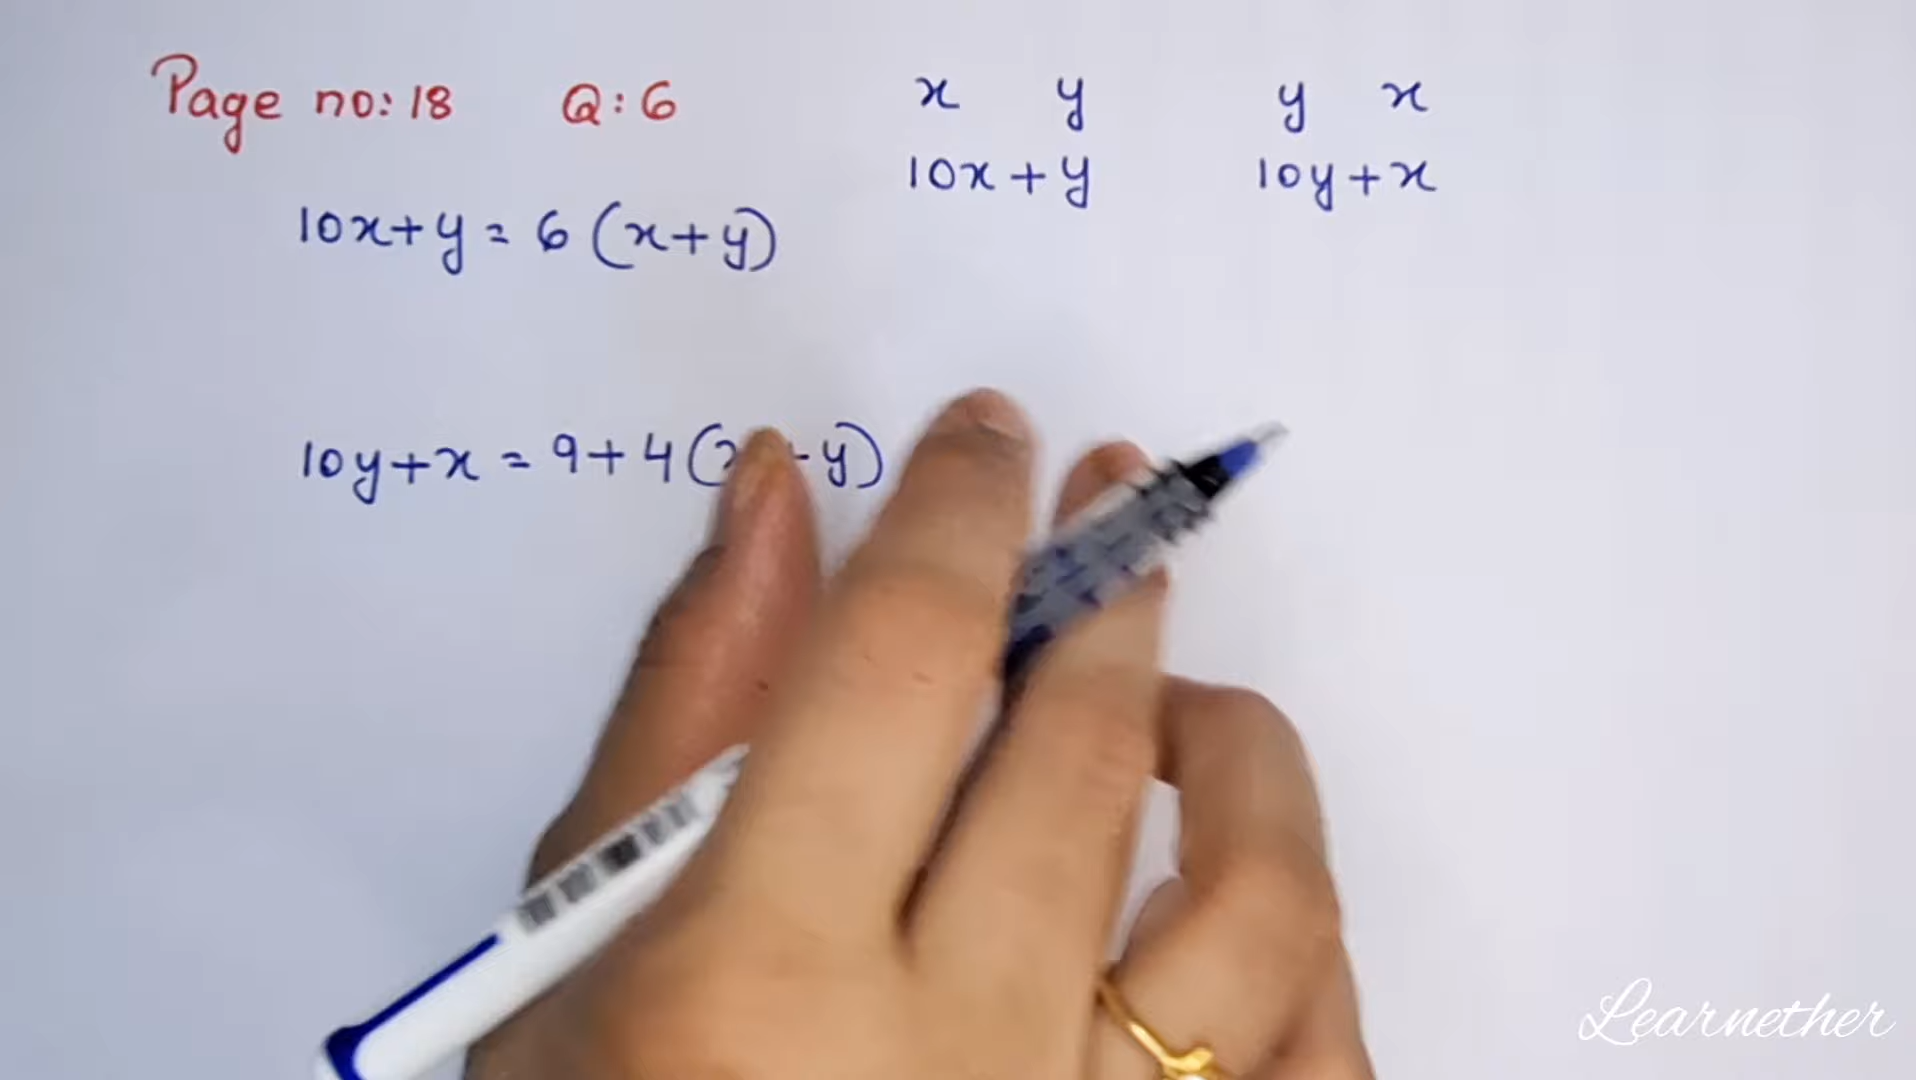 Page no: 18 Q: 6
x y y x
10x + y 10y + x
10x + y = 6 (x + y)
10y + x = 9 + 4 ( y)
Learnether